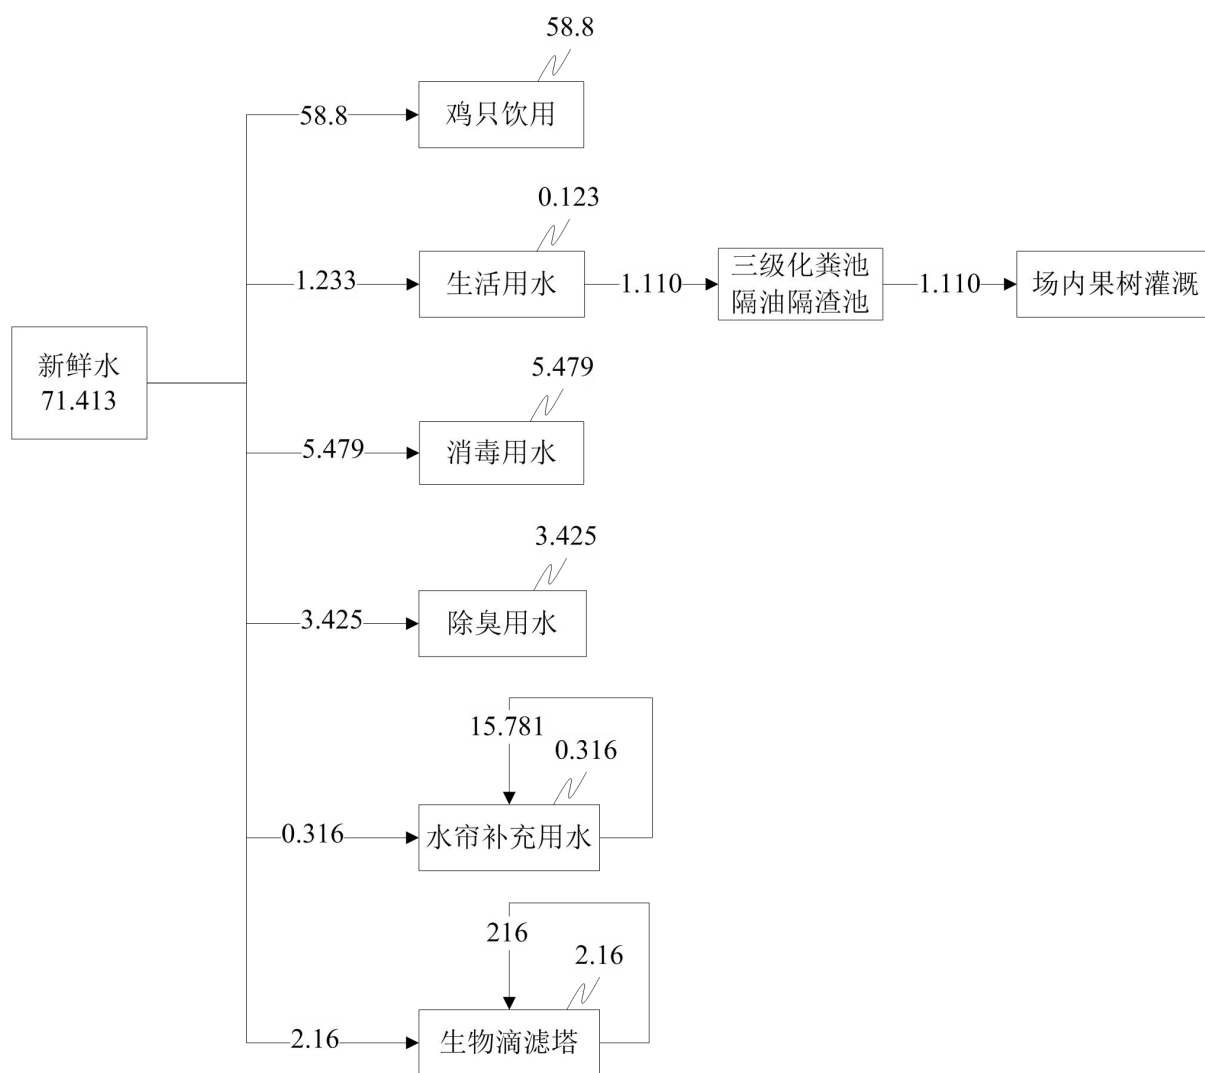 58.8
58.8
鸡只饮用
0.123
1.233
生活用水
1.110
三级化粪池
隔油隔渣池
1.110
场内果树灌溉
新鲜水
71.413
5.479
5.479
消毒用水
3.425
3.425
除臭用水
15.781
0.316
0.316
水帘补充用水
216
2.16
2.16
生物滴滤塔